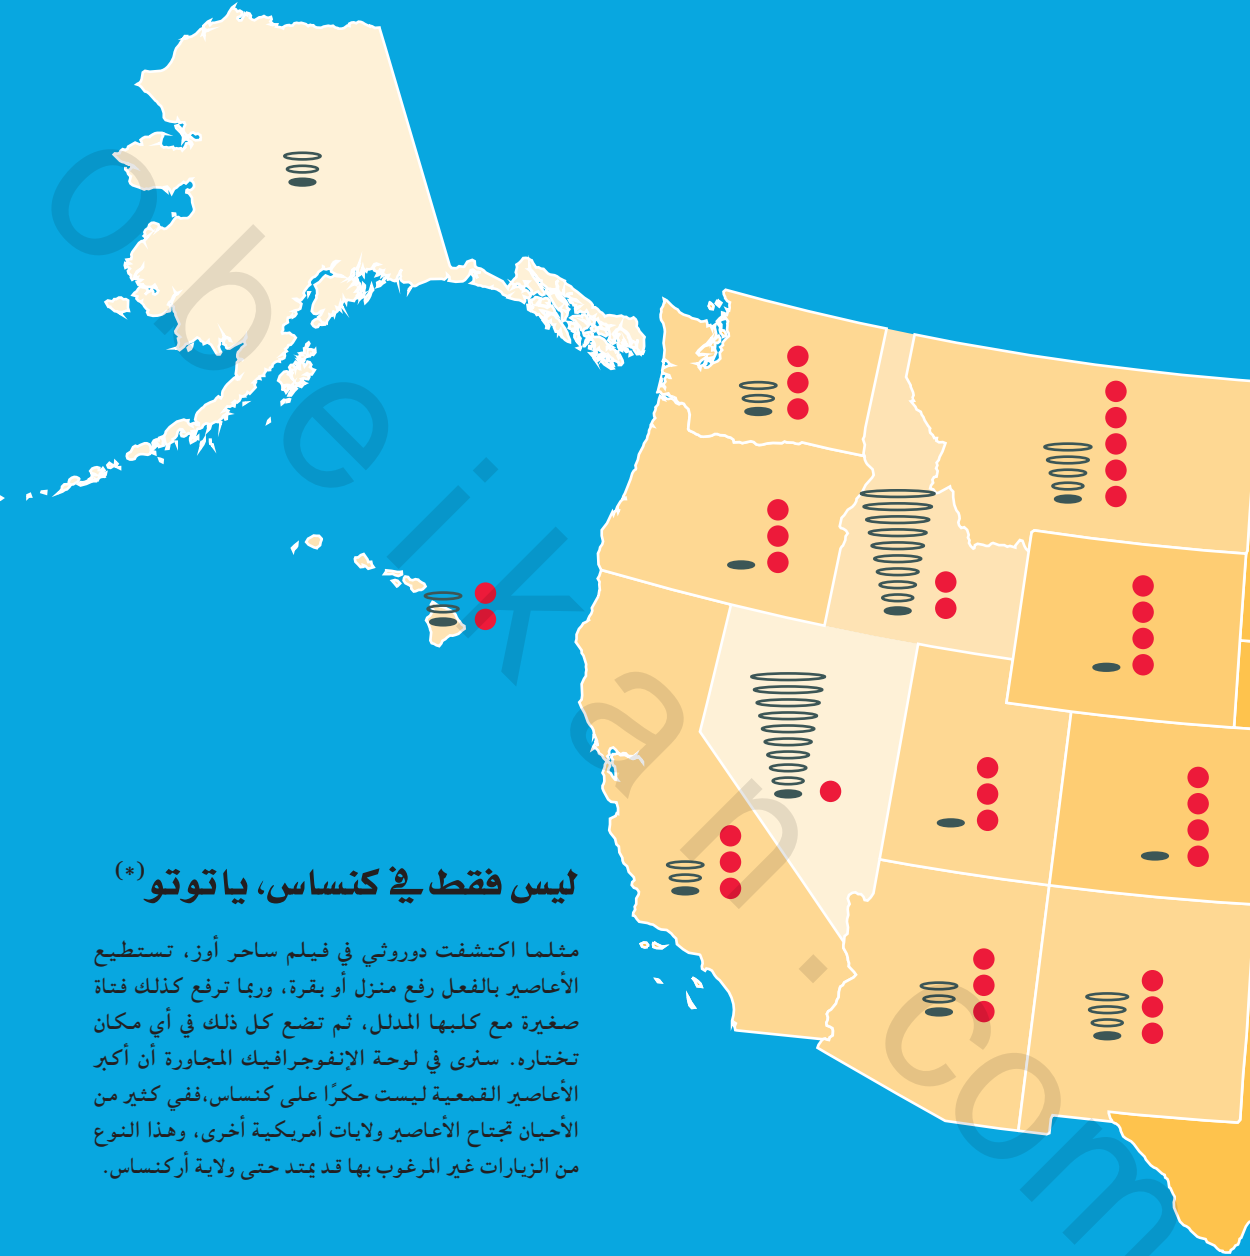 ليس فقط في كنساس، يا توتو(*)
مثلما اكتشفت دوروثي في فيلم ساحر أوز، تستطيع
الأعاصير بالفعل رفع منزل أو بقرة، وربما ترفع كذلك فتاة
صغيرة مع كلبها المدلل، ثم تضع كل ذلك في أي مكان
تختاره. سنرى في لوحة الإنفوجرافيك المجاورة أن أكبر
الأعاصير القمعية ليست حكرًا على كنساس،ففي كثير من
الأحيان تجتاح الأعاصير ولايات أمريكية أخرى، وهذا النوع
من الزيارات غير المرغوب بها قد يمتد حتى ولاية أركنساس.
obeikan.com